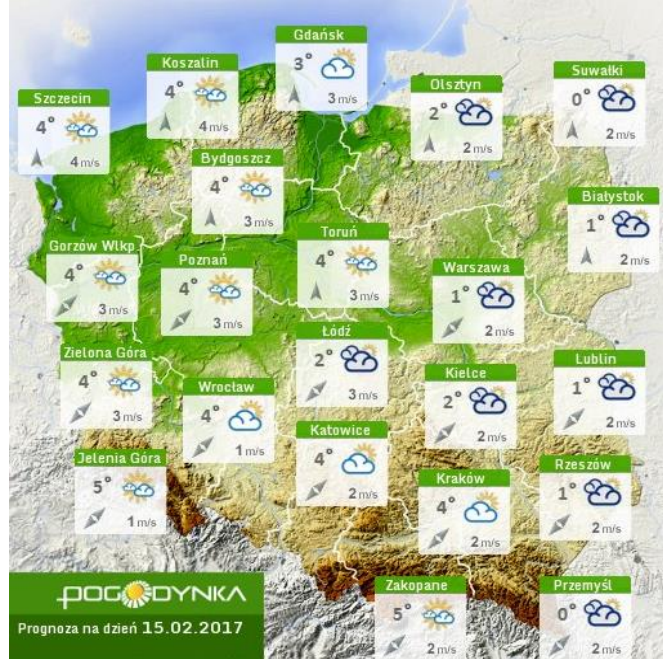 Gdańsk
3°
3 m/s
Koszalin
4°
4 m/s
Suwałki
0°
2 m/s
Olsztyn
2°
2 m/s
Szczecin
4°
4 m/s
Bydgoszcz
4°
3 m/s
Białystok
1°
2 m/s
Toruń
4°
3 m/s
Gorzów Wlkp.
4°
3 m/s
Poznań
4°
3 m/s
Warszawa
1°
2 m/s
Łódź
2°
3 m/s
Zielona Góra
4°
3 m/s
Lublin
1°
2 m/s
Kielce
2°
2 m/s
Wrocław
4°
1 m/s
Katowice
4°
2 m/s
Jelenia Góra
5°
1 m/s
Rzeszów
1°
2 m/s
Kraków
4°
2 m/s
Zakopane
5°
2 m/s
Przemyśl
0°
2 m/s
POGODYNKA
Prognoza na dzień 15.02.2017